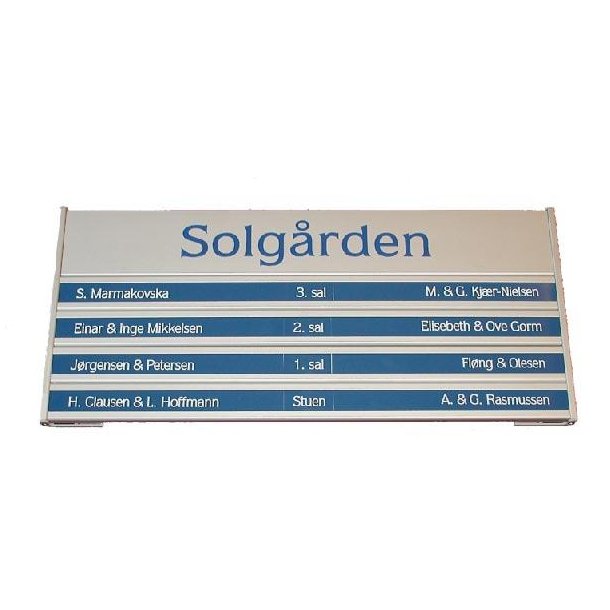 Solgården
S. Marmakovska 3. sal M. & G. Kjær-Nielsen
Einar & Inge Mikkelsen 2. sal Elisebeth & Ove Gorm
Jørgensen & Petersen 1. sal Fløng & Olesen
H. Clausen & L. Hoffmann Stuen A. & G. Rasmussen